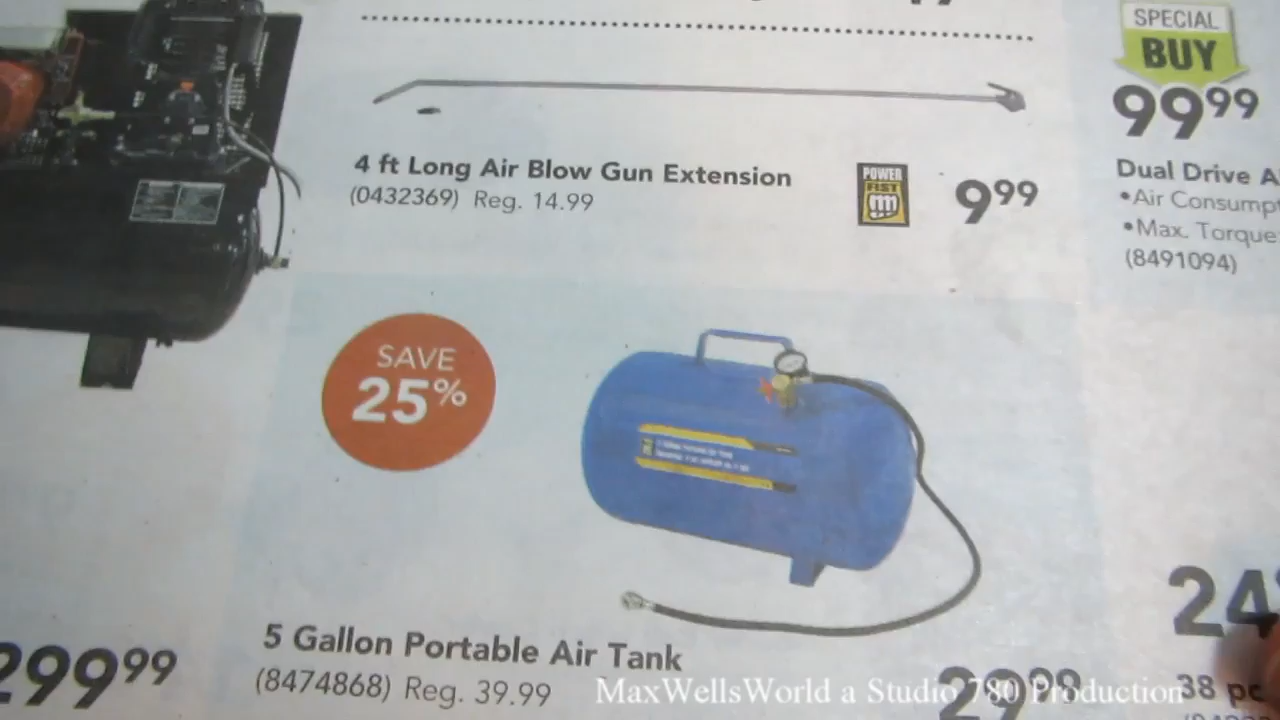 4 ft Long Air Blow Gun Extension
(0432369) Reg. 14.99
POWER
FIST
9.99
SPECIAL
BUY
99.99
Dual Drive A
•Air Consumpt
•Max. Torque
(8491094)
SAVE
25%
5 Gallon Portable Air Tank
(8474868) Reg. 39.99
29.99
299.99
24
38 pc
MaxWellsWorld a Studio 780 Production